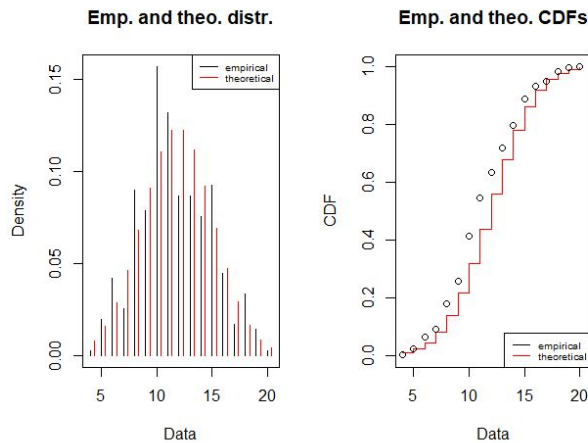 Emp. and theo. distr.
empirical
theoretical
Density
0.00
0.05
0.10
0.15
5
10
15
20
Data
Emp. and theo. CDFs
CDF
0.0
0.2
0.4
0.6
0.8
1.0
empirical
theoretical
5
10
15
20
Data